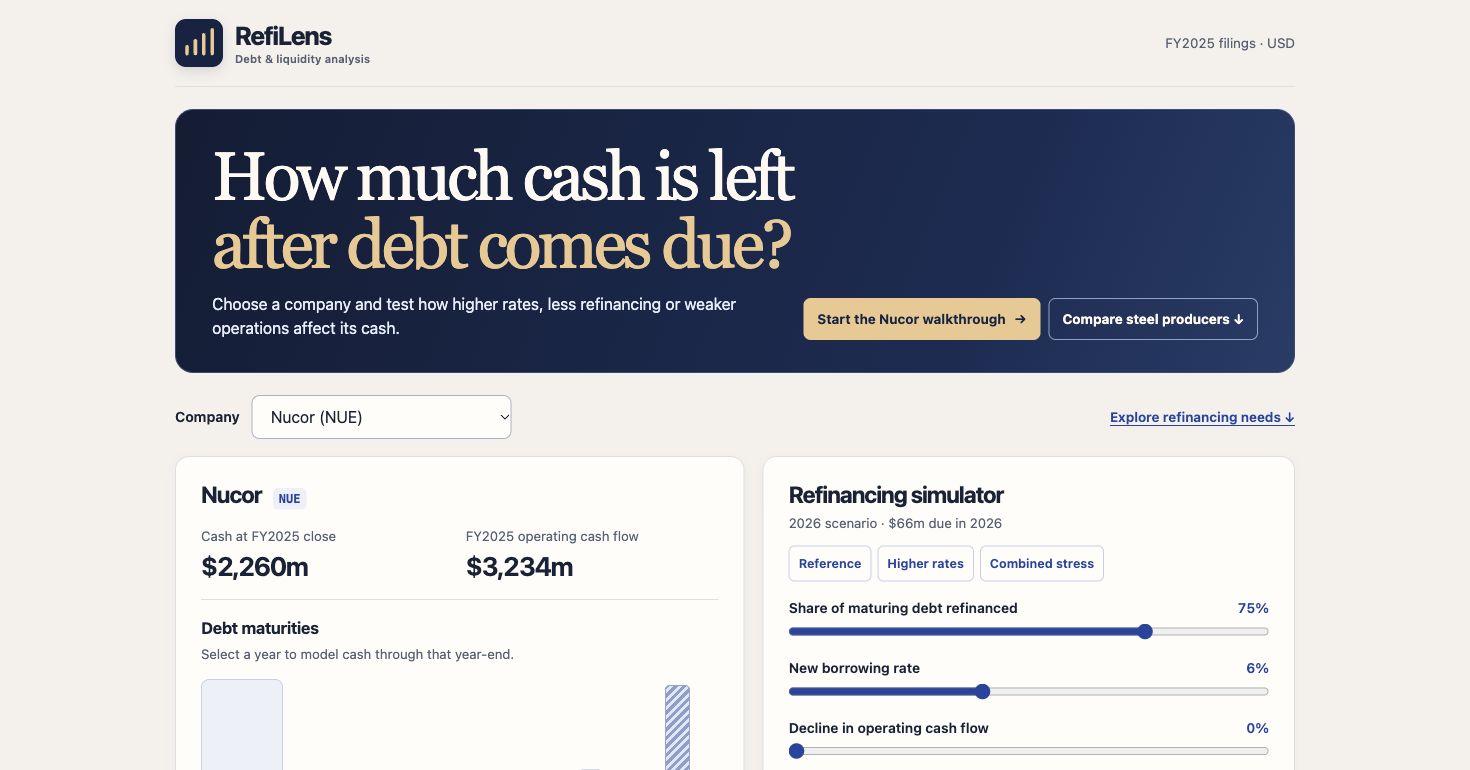 RefiLens
Debt & liquidity analysis
FY2025 filings · USD
How much cash is left
after debt comes due?
Choose a company and test how higher rates, less refinancing or weaker
operations affect its cash.
Start the Nucor walkthrough →
Compare steel producers ↓
Company
Nucor (NUE)
Explore refinancing needs ↓
Nucor NUE
Cash at FY2025 close
$2,260m
FY2025 operating cash flow
$3,234m
Debt maturities
Select a year to model cash through that year-end.
Refinancing simulator
2026 scenario · $66m due in 2026
Reference
Higher rates
Combined stress
Share of maturing debt refinanced 75%
New borrowing rate 6%
Decline in operating cash flow 0%